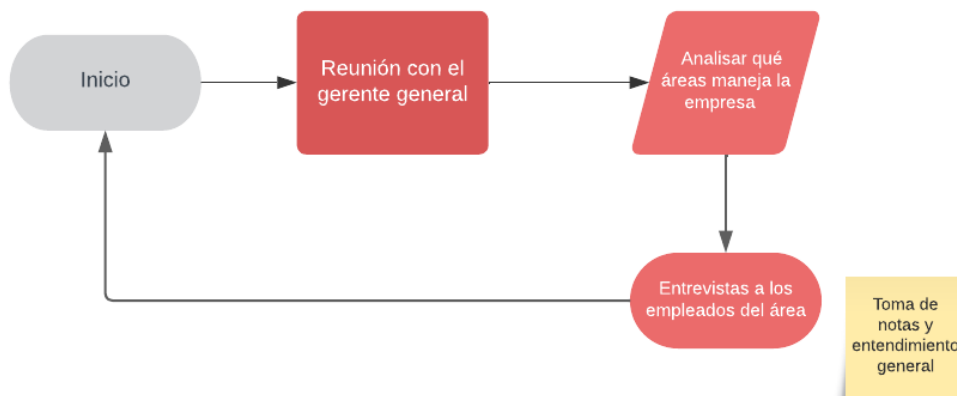 Inicio
Reunión con el
gerente general
Analisar qué
áreas maneja la
empresa
Entrevistas a los
empleados del área
Toma de
notas y
entendimiento
general